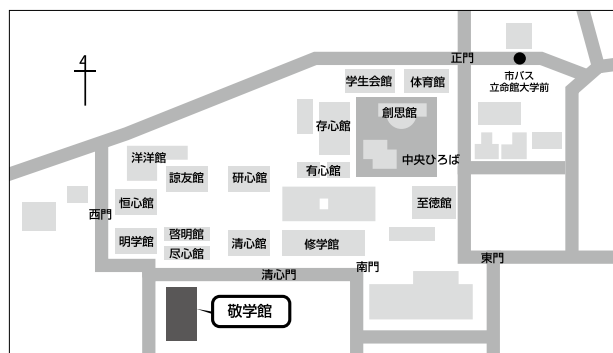 正門
市バス
立命館大学前
学生会館
体育館
創思館
存心館
中央ひろば
洋洋館
諒友館
研心館
有心館
恒心館
至徳館
西門
明学館
啓明館
尽心館
清心館
修学館
清心門
南門
東門
敬学館